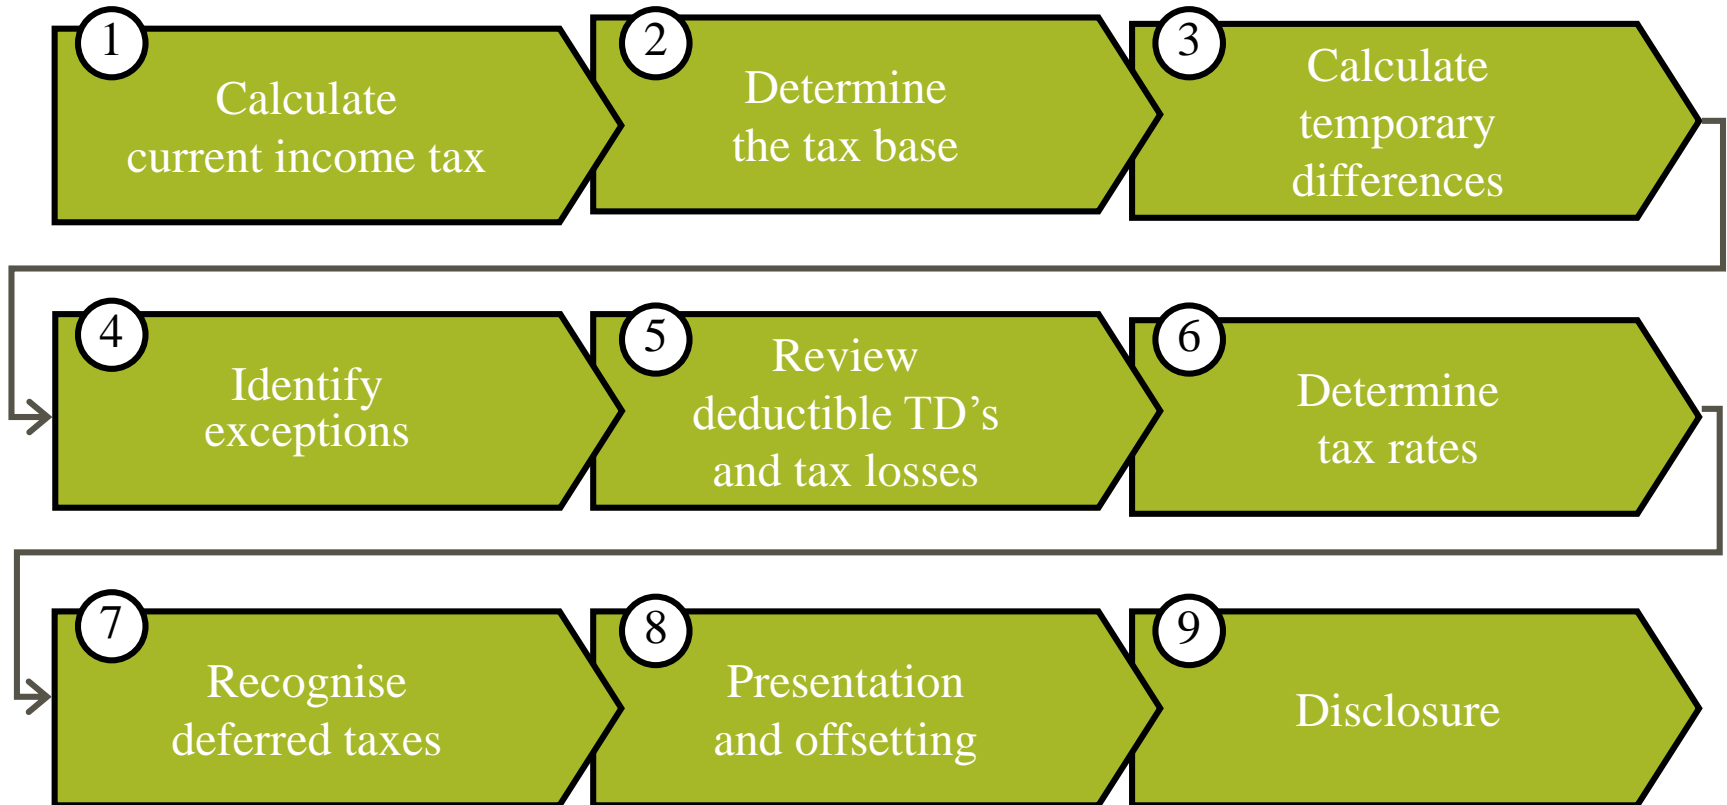 1
Calculate
current income tax
2
Determine
the tax base
3
Calculate
temporary
differences
4
Identify
exceptions
5
Review
deductible TD’s
and tax losses
6
Determine
tax rates
7
Recognise
deferred taxes
8
Presentation
and offsetting
9
Disclosure